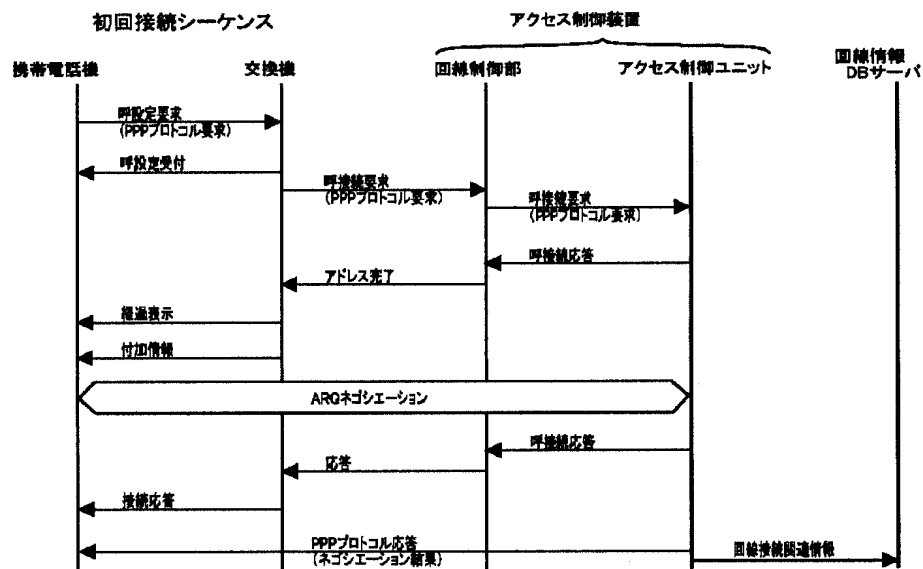 初回接続シーケンス
アクセス制御装置
携帯電話機
交換機
回線制御部
アクセス制御ユニット
回線情報
DBサーバ
呼設定要求
(PPPプロトコル要求)
呼設定受付
呼接続要求
(PPPプロトコル要求)
呼接続要求
(PPPプロトコル要求)
呼接続応答
アドレス完了
経過表示
付加情報
ARQネゴシエーション
呼接続応答
応答
接続応答
PPPプロトコル応答
(ネゴシエーション結果)
回線接続関連情報